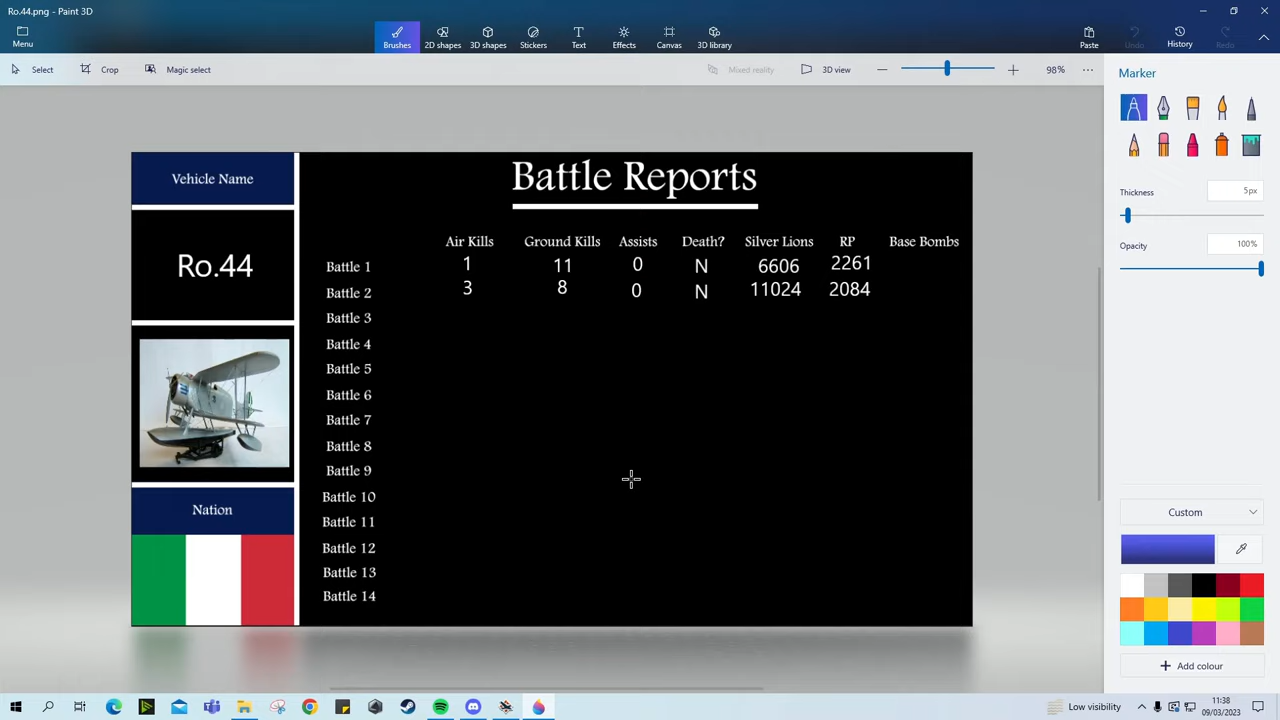 Ro.44.png - Paint 3D
Menu
Brushes
2D shapes
3D shapes
Stickers
Text
Effects
Canvas
3D library
Paste
Undo
History
Redo
Select
Crop
Magic select
Mixed reality
3D view
98%
Marker
Thickness
5px
Opacity
100%
Custom
Add colour
Vehicle Name
Ro.44
Nation
Battle Reports
Air Kills Ground Kills Assists Death? Silver Lions RP Base Bombs
Battle 1 1 11 0 N 6606 2261
Battle 2 3 8 0 N 11024 2084
Battle 3
Battle 4
Battle 5
Battle 6
Battle 7
Battle 8
Battle 9
Battle 10
Battle 11
Battle 12
Battle 13
Battle 14
Low visibility
11:38
09/03/2023